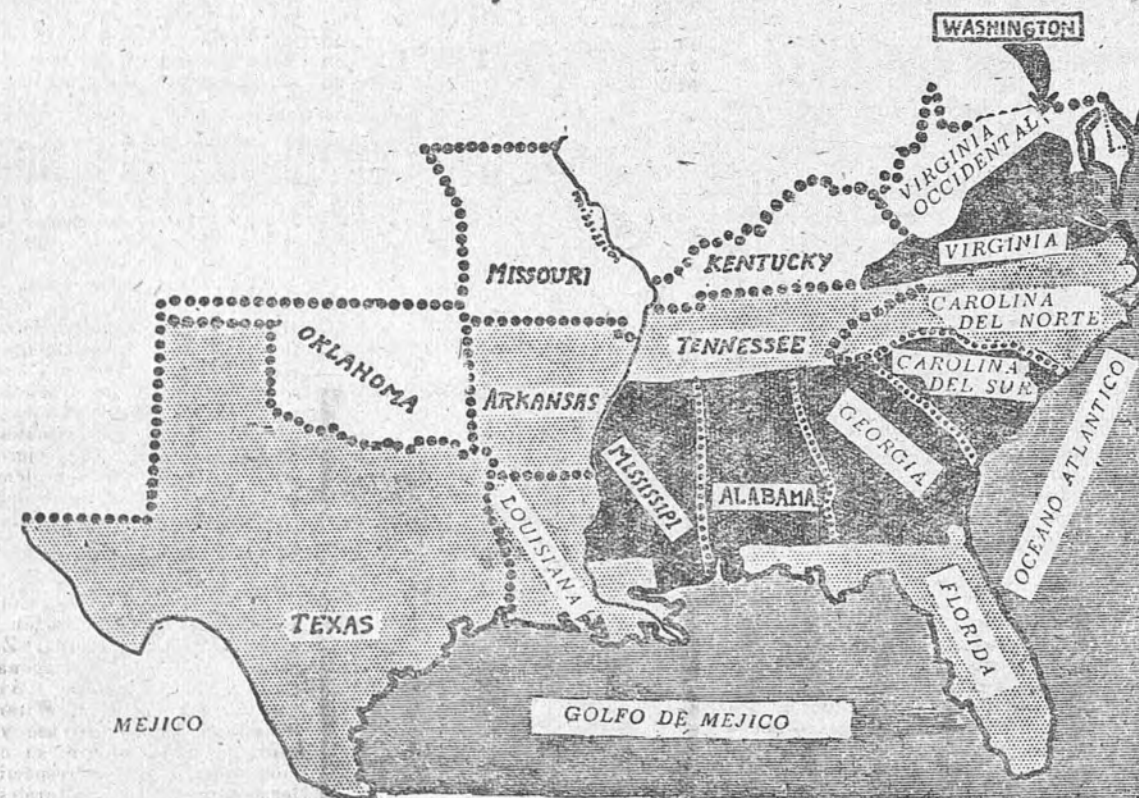 WASHINGTON
VIRGINIA
OCCIDENTAL
VIRGINIA
KENTUCKY
MISSOURI
CAROLINA
DEL NORTE
TENNESSEE
OKLAHOMA
CAROLINA
DEL SUR
ARKANSAS
GEORGIA
MISSISIPI
ALABAMA
LOUISIANA
OCEANO ATLANTICO
FLORIDA
TEXAS
MEJICO
GOLFO DE MEJICO